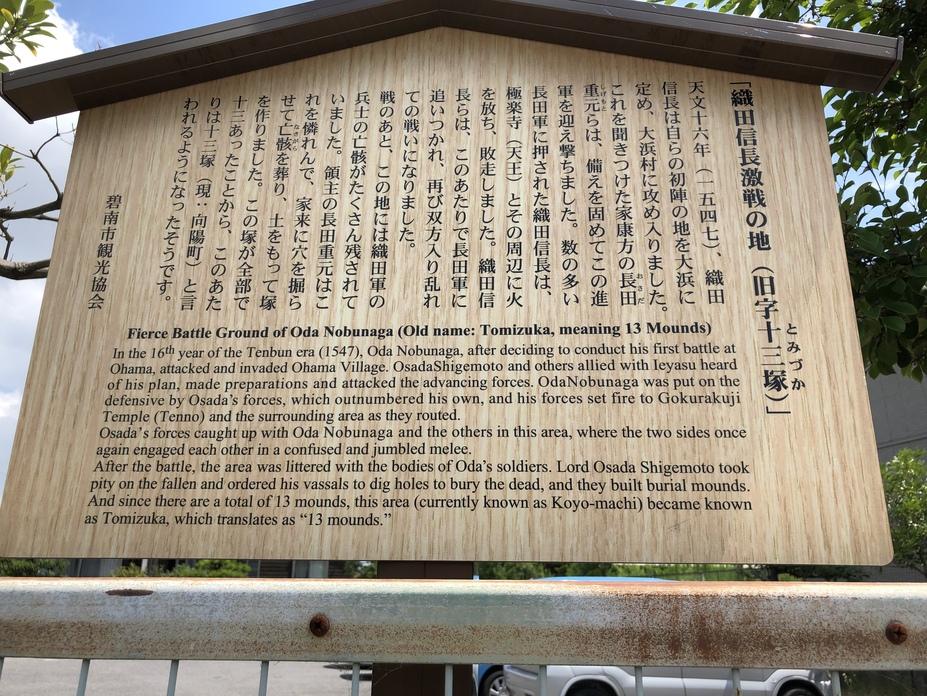 「織田信長激戦の地（旧字十三塚）」
とみづか
天文十六年（一五四七）、織田
信長は自らの初陣の地を大浜に
定め、大浜村に攻め入りました。
これを聞きつけた家康方の長田
おさだ
重元らは、備えを固めてこの進
しげもと
軍を迎え撃ちました。数の多い
長田軍に押された織田信長は、
極楽寺（天王）とその周辺に火
を放ち、敗走しました。織田信
長らは、このあたりで長田軍に
追いつかれ、再び双方入り乱れ
ての戦いになりました。
戦のあと、この地には織田軍の
兵士の亡骸がたくさん残されて
いました。領主の長田重元はこ
れを憐れんで、家来に穴を掘ら
せて亡骸を葬り、土をもって塚
なきがら
を作りました。この塚が全部で
十三あったことから、このあた
りは十三塚（現：向陽町）と言
われるようになったそうです。
碧南市観光協会
Fierce Battle Ground of Oda Nobunaga (Old name: Tomizuka, meaning 13 Mounds)
In the 16th year of the Tenbun era (1547), Oda Nobunaga, after deciding to conduct his first battle at
Ohama, attacked and invaded Ohama Village. OsadaShigemoto and others allied with Ieyasu heard
of his plan, made preparations and attacked the advancing forces. OdaNobunaga was put on the
defensive by Osada's forces, which outnumbered his own, and his forces set fire to Gokurakuji
Temple (Tenno) and the surrounding area as they routed.
Osada's forces caught up with Oda Nobunaga and the others in this area, where the two sides once
again engaged each other in a confused and jumbled melee.
After the battle, the area was littered with the bodies of Oda's soldiers. Lord Osada Shigemoto took
pity on the fallen and ordered his vassals to dig holes to bury the dead, and they built burial mounds.
And since there are a total of 13 mounds, this area (currently known as Koyo-machi) became known
as Tomizuka, which translates as “13 mounds.”